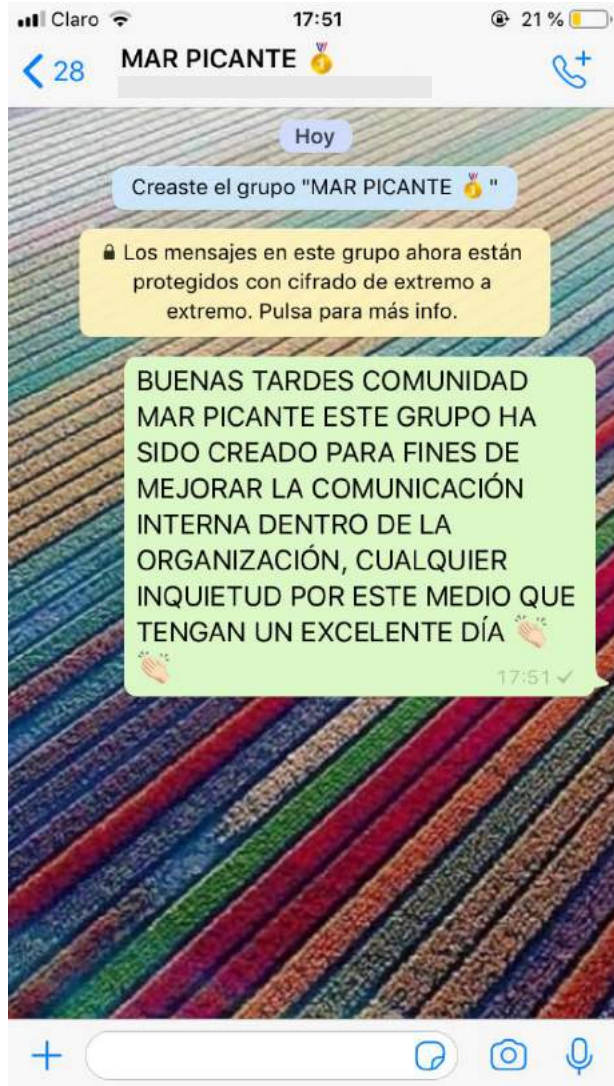 Claro 17:51 21 %
28 MAR PICANTE 🏅
Hoy
Creaste el grupo "MAR PICANTE 🏅 "
🔒 Los mensajes en este grupo ahora están
protegidos con cifrado de extremo a
extremo. Pulsa para más info.
BUENAS TARDES COMUNIDAD
MAR PICANTE ESTE GRUPO HA
SIDO CREADO PARA FINES DE
MEJORAR LA COMUNICACIÓN
INTERNA DENTRO DE LA
ORGANIZACIÓN, CUALQUIER
INQUIETUD POR ESTE MEDIO QUE
TENGAN UN EXCELENTE DÍA 👏🏻
👏🏻
17:51 ✓